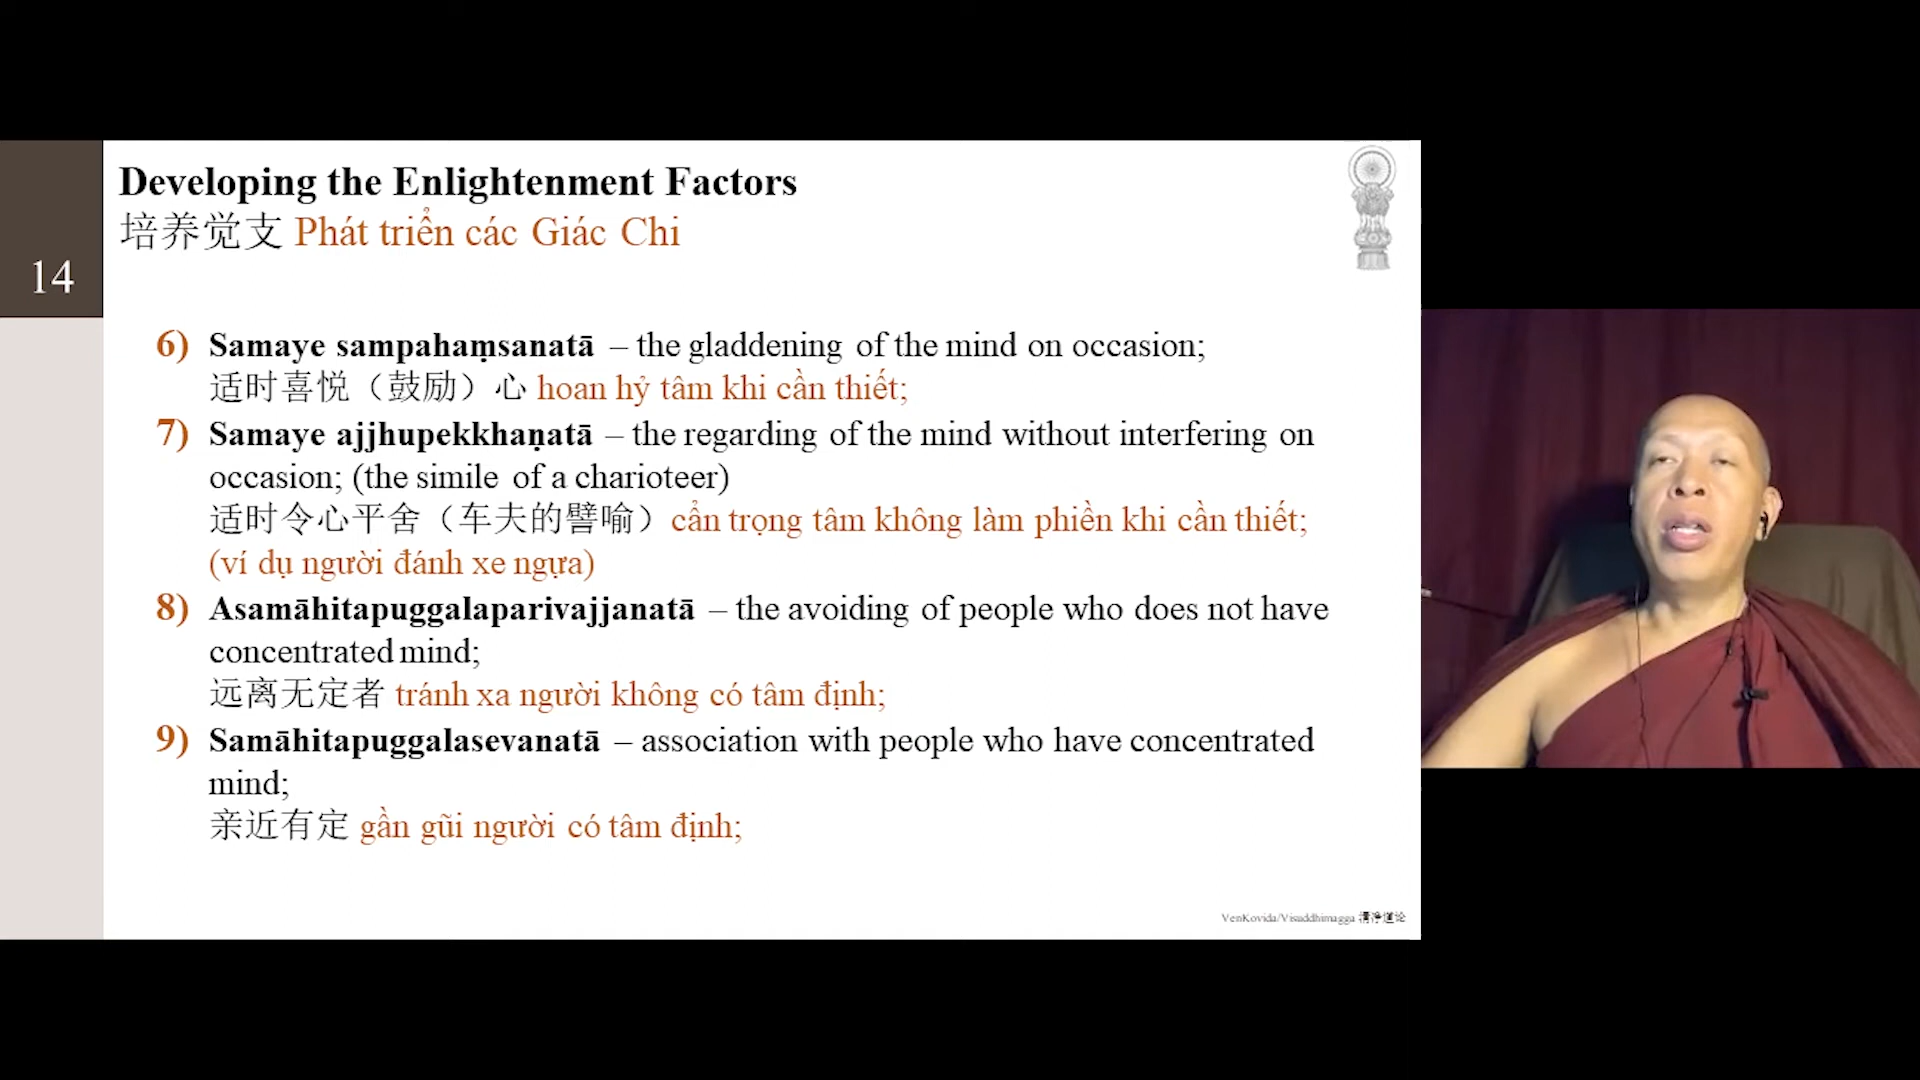 Developing the Enlightenment Factors
培养觉支 Phát triển các Giác Chi
14
6) Samaye sampahaṃsanatā – the gladdening of the mind on occasion;
适时喜悦（鼓励）心 hoan hỷ tâm khi cần thiết;
7) Samaye ajjhupekkhaṇatā – the regarding of the mind without interfering on
occasion; (the simile of a charioteer)
适时令心平舍（车夫的譬喻）cẩn trọng tâm không làm phiền khi cần thiết;
(ví dụ người đánh xe ngựa)
8) Asamāhitapuggalaparivajjanatā – the avoiding of people who does not have
concentrated mind;
远离无定者 tránh xa người không có tâm định;
9) Samāhitapuggalasevanatā – association with people who have concentrated
mind;
亲近有定 gần gũi người có tâm định;
VenKovida/Visuddhimagga 清净道论